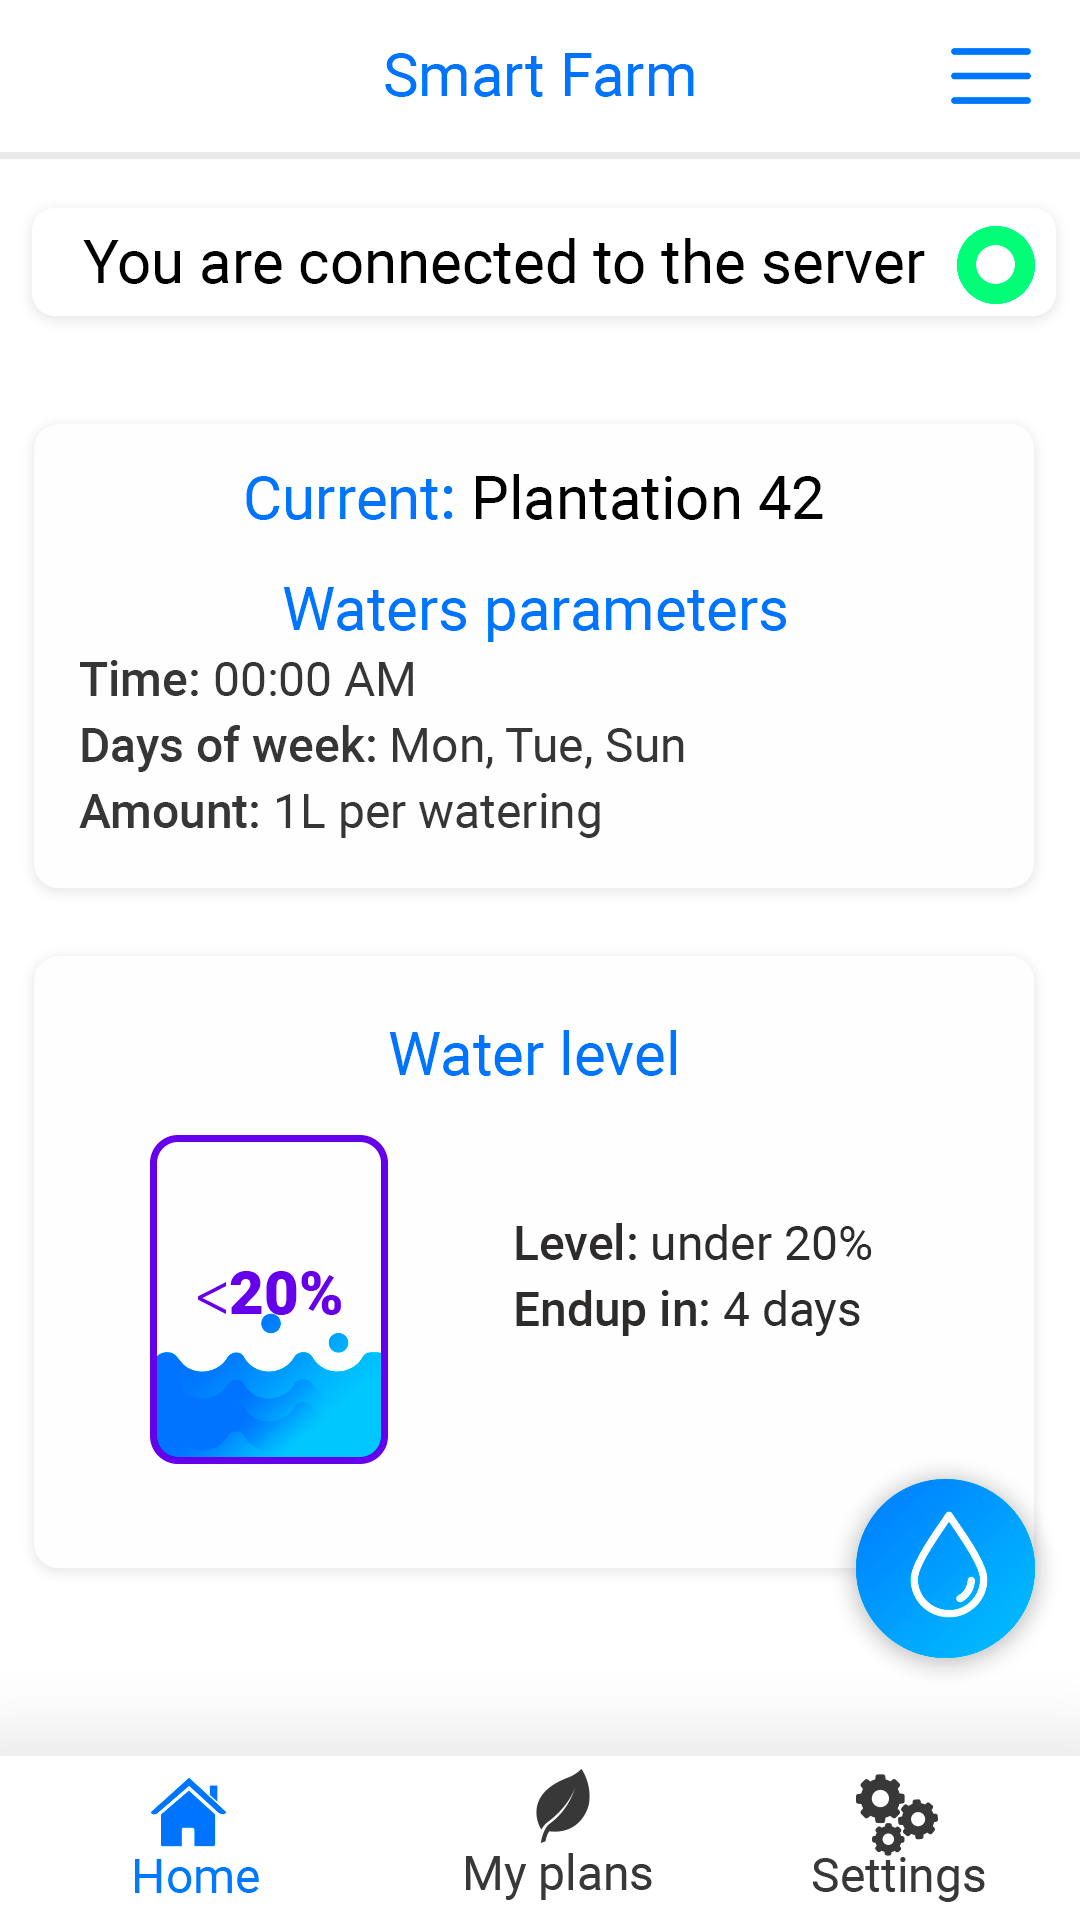 Smart Farm
You are connected to the server
Current: Plantation 42
Waters parameters
Time: 00:00 AM
Days of week: Mon, Tue, Sun
Amount: 1L per watering
Water level
<20%
Level: under 20%
Endup in: 4 days
Home
My plans
Settings